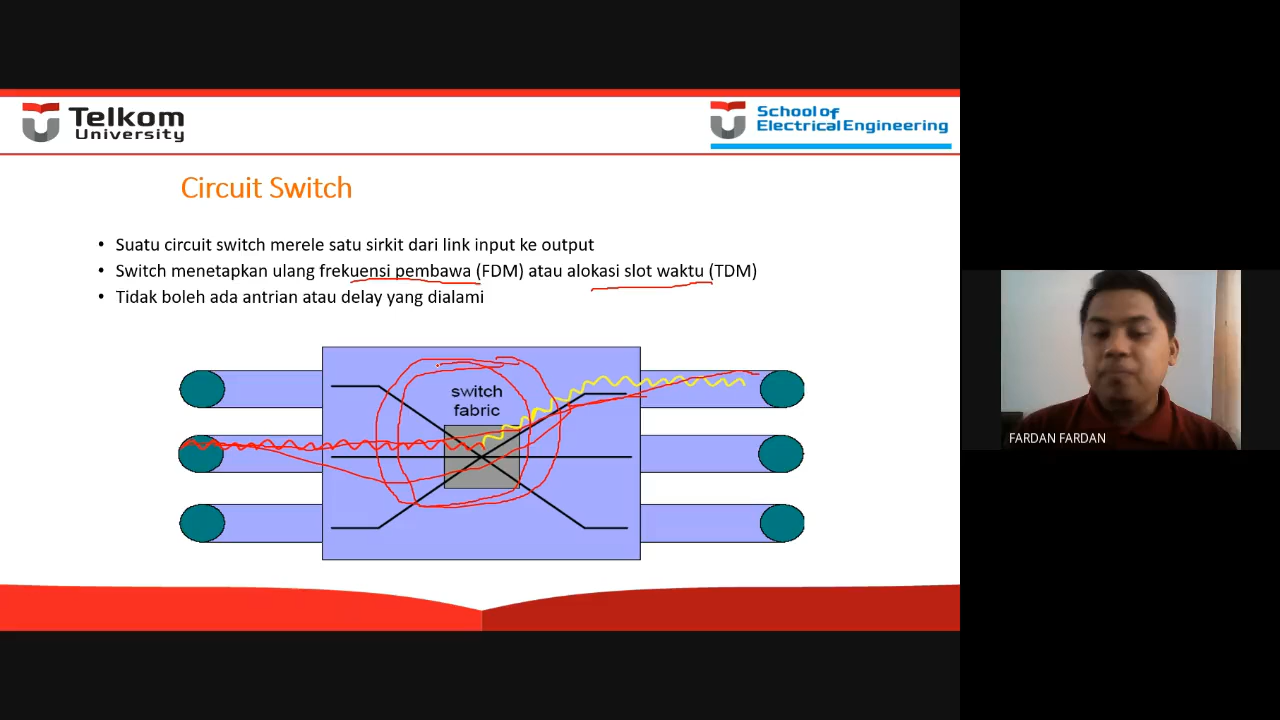 Telkom
University
School of
Electrical Engineering
Circuit Switch
• Suatu circuit switch merele satu sirkit dari link input ke output
• Switch menetapkan ulang frekuensi pembawa (FDM) atau alokasi slot waktu (TDM)
• Tidak boleh ada antrian atau delay yang dialami
switch
fabric
FARDAN FARDAN